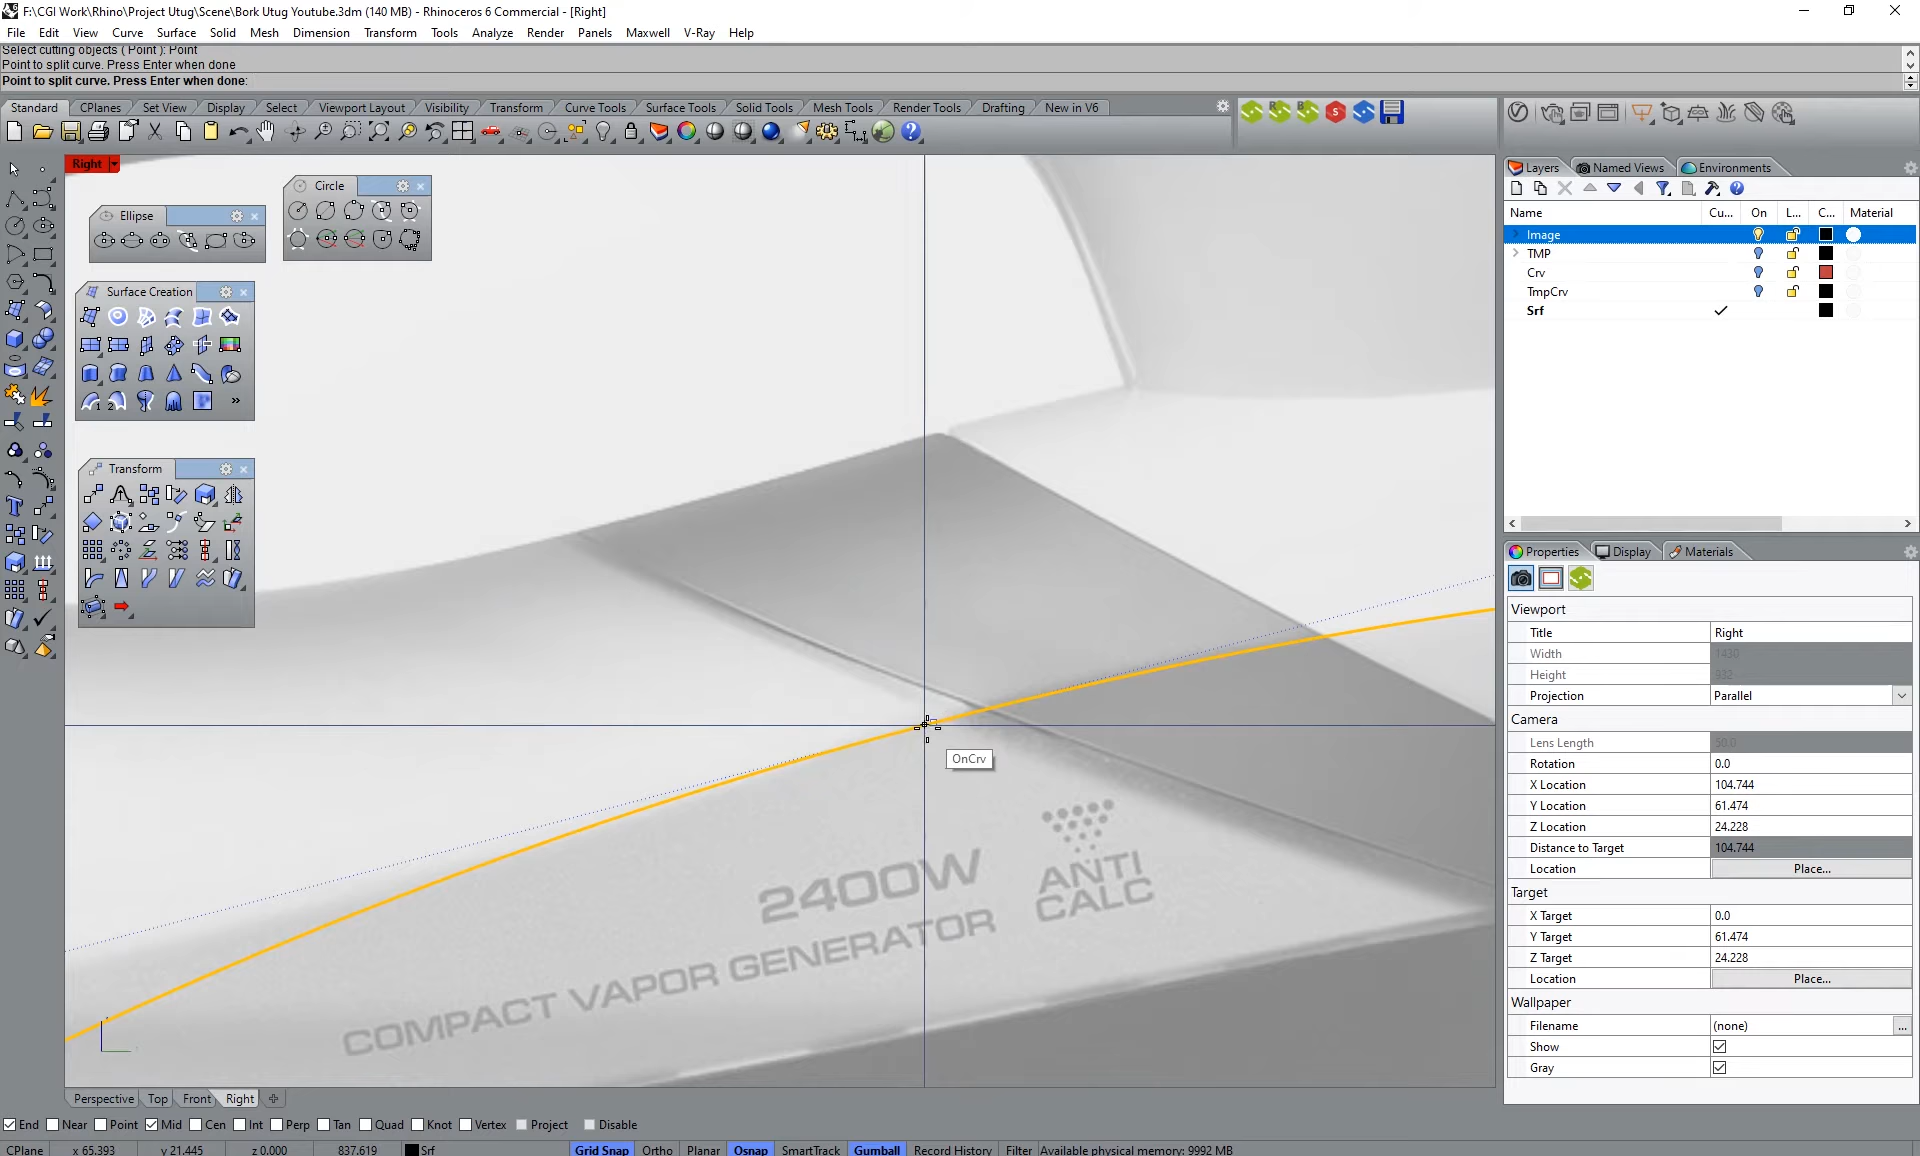 F:\CGI Work\Rhino\Project Utug\Scene\Bork Utug Youtube.3dm (140 MB) - Rhinoceros 6 Commercial - [Right]
File Edit View Curve Surface Solid Mesh Dimension Transform Tools Analyze Render Panels Maxwell V-Ray Help
Select cutting objects ( Point ): Point
Point to split curve. Press Enter when done
Point to split curve. Press Enter when done:
Standard CPlanes Set View Display Select Viewport Layout Visibility Transform Curve Tools Surface Tools Solid Tools Mesh Tools Render Tools Drafting New in V6
Right
Circle
Ellipse
Surface Creation
Transform
OnCrv
2400W
ANTI
CALC
COMPACT VAPOR GENERATOR
Layers Named Views Environments
Name Cu... On L... C... Material
Image
TMP
Crv
TmpCrv
Srf
Properties Display Materials
Viewport
Title Right
Width 1430
Height 932
Projection Parallel
Camera
Lens Length 50.0
Rotation 0.0
X Location 104.744
Y Location 61.474
Z Location 24.228
Distance to Target 104.744
Location Place...
Target
X Target 0.0
Y Target 61.474
Z Target 24.228
Location Place...
Wallpaper
Filename (none) ...
Show
Gray
Perspective Top Front Right
End Near Point Mid Cen Int Perp Tan Quad Knot Vertex Project Disable
CPlane x 65.393 y 21.445 z 0.000 837.619 Srf Grid Snap Ortho Planar Osnap SmartTrack Gumball Record History Filter Available physical memory: 9992 MB